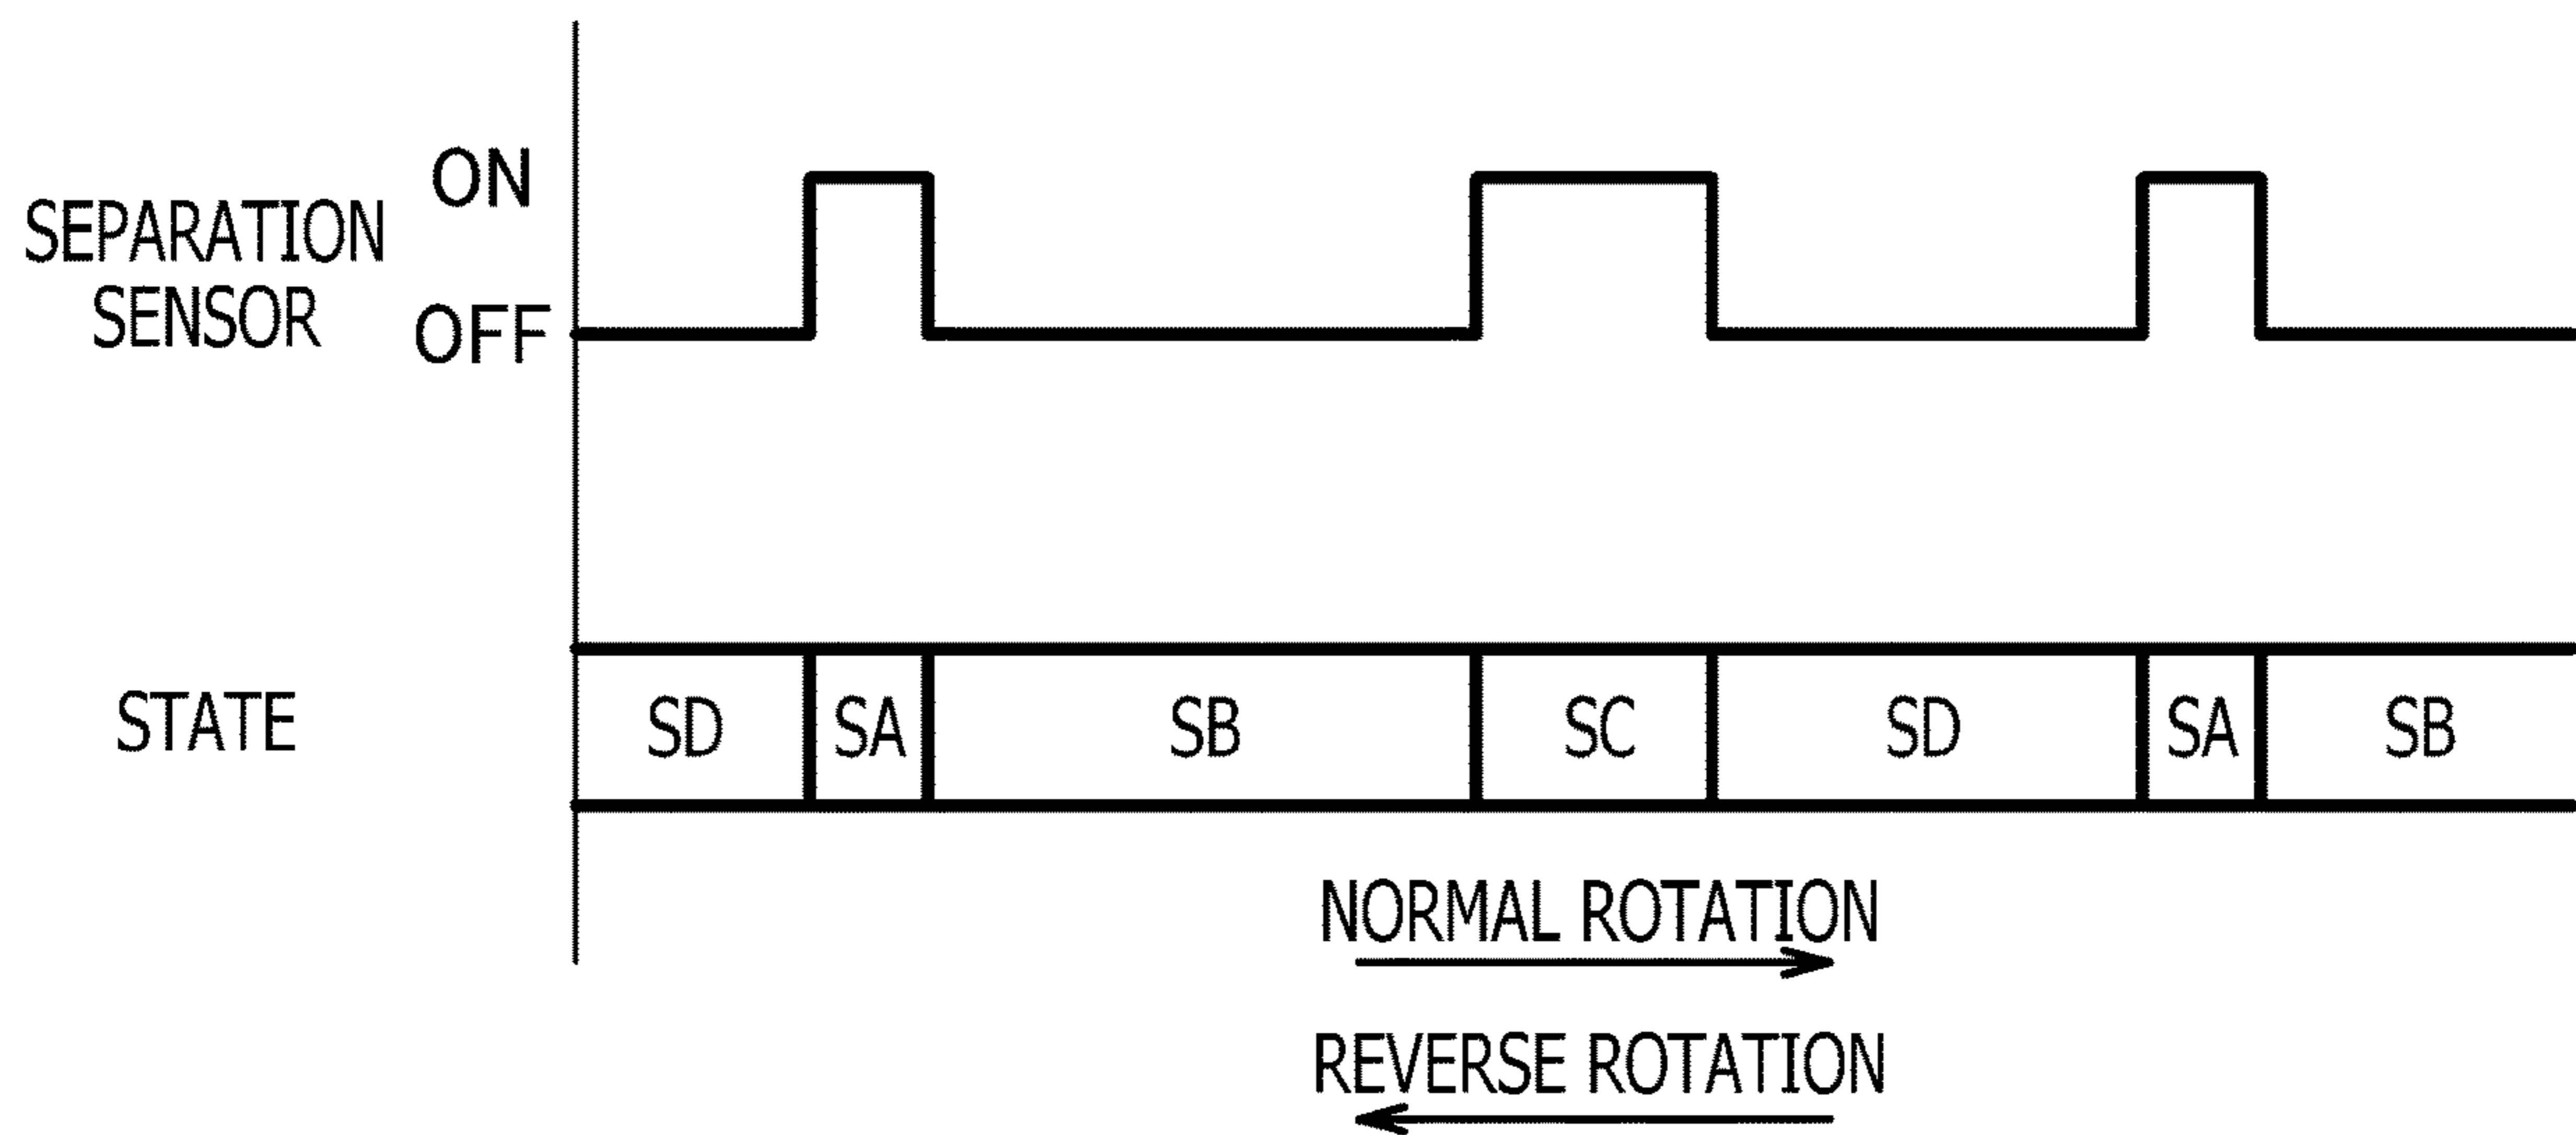 ON
SEPARATION
SENSOR
OFF
STATE
SD SA SB SC SD SA SB
NORMAL ROTATION
REVERSE ROTATION